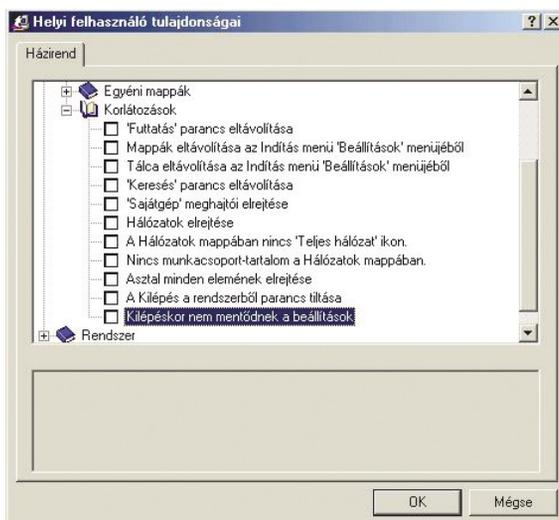 Helyi felhasználó tulajdonságai
Házirend
Egyéni mappák
Korlátozások
'Futtatás' parancs eltávolítása
Mappák eltávolítása az Indítás menü 'Beállítások' menüjéből
Tálca eltávolítása az Indítás menü 'Beállítások' menüjéből
'Keresés' parancs eltávolítása
'Sajátgép' meghajtói elrejtése
Hálózatok elrejtése
A Hálózatok mappában nincs 'Teljes hálózat' ikon.
Nincs munkacsoport-tartalom a Hálózatok mappában.
Asztal minden elemének elrejtése
A Kilépés a rendszerből parancs tiltása
Kilépéskor nem mentődnek a beállítások
Rendszer
OK
Mégse